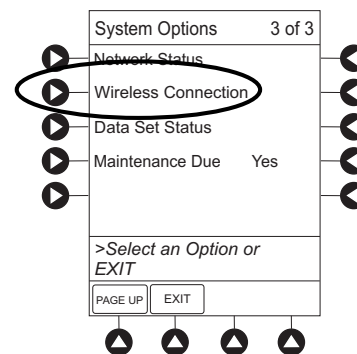 System Options 3 of 3
Network Status
Wireless Connection
Data Set Status
Maintenance Due Yes
>Select an Option or
EXIT
PAGE UP EXIT